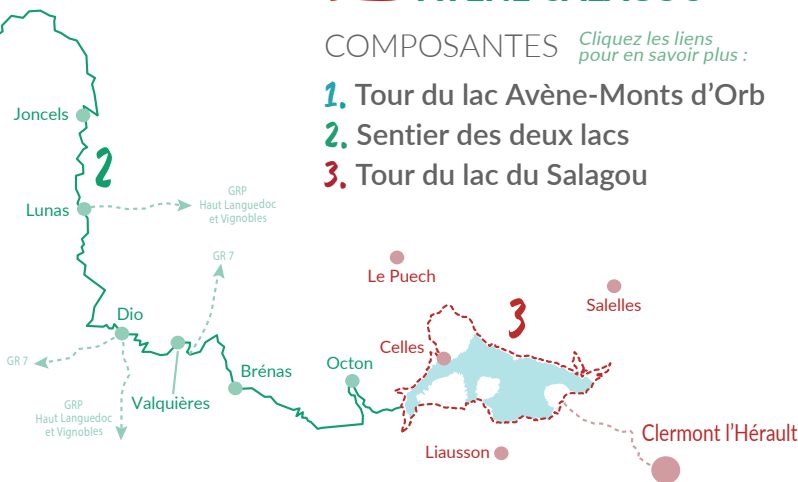 COMPOSANTES
Cliquez les liens
pour en savoir plus :
1. Tour du lac Avène-Monts d'Orb
2. Sentier des deux lacs
3. Tour du lac du Salagou
Joncels
2
Lunas
GRP
Haut Languedoc
et Vignobles
GR 7
Le Puech
Salelles
3
Dio
Celles
GR 7
Octon
Brénas
Valquières
GRP
Haut Languedoc
et Vignobles
Liausson
Clermont l'Hérault